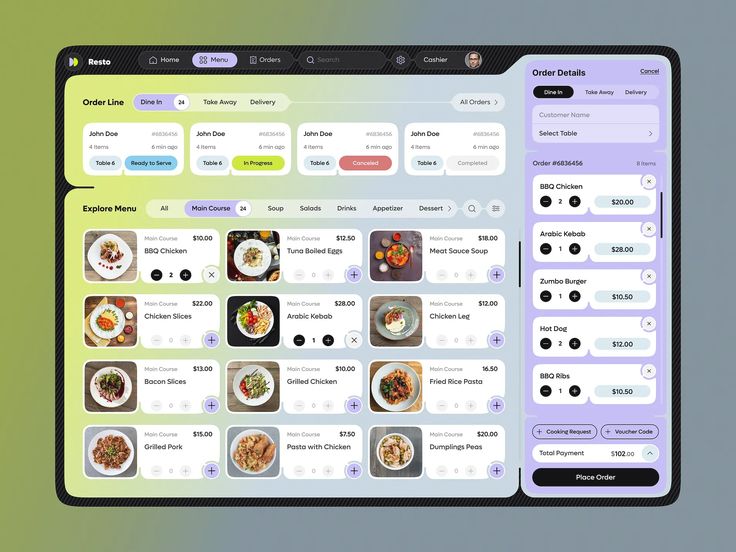 Resto
Home
Menu
Orders
Search
Cashier
Order Line
Dine In 24
Take Away
Delivery
All Orders
John Doe #6836456
4 Items 6 min ago
Table 6 Ready to Serve
John Doe #6836456
4 Items 6 min ago
Table 6 In Progress
John Doe #6836456
4 Items 6 min ago
Table 6 Canceled
John Doe #6836456
4 Items 6 min ago
Table 6 Completed
Explore Menu
All
Main Course 24
Soup
Salads
Drinks
Appetizer
Dessert
Main Course $10.00
BBQ Chicken
2
Main Course $12.50
Tuna Boiled Eggs
0
Main Course $18.00
Meat Sauce Soup
0
Main Course $22.00
Chicken Slices
0
Main Course $28.00
Arabic Kebab
1
Main Course $12.00
Chicken Leg
0
Main Course $13.00
Bacon Slices
0
Main Course $10.00
Grilled Chicken
0
Main Course 16.50
Fried Rice Pasta
0
Main Course $15.00
Grilled Pork
0
Main Course $7.50
Pasta with Chicken
0
Main Course $20.00
Dumplings Peas
0
Order Details
Cancel
Dine In
Take Away
Delivery
Customer Name
Select Table
Order #6836456 8 Items
BBQ Chicken
2 $20.00
Arabic Kebab
1 $28.00
Zumbo Burger
1 $10.50
Hot Dog
2 $12.00
BBQ Ribs
1 $10.50
+ Cooking Request
+ Voucher Code
Total Payment $102.00
Place Order